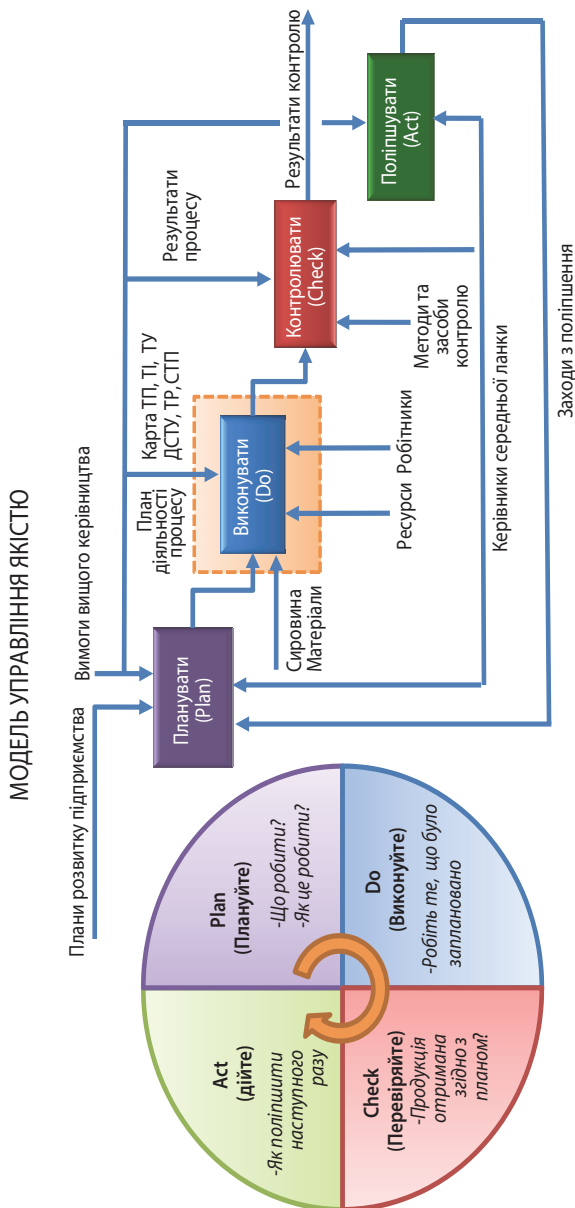 МОДЕЛЬ УПРАВЛІННЯ ЯКІСТЮ
Плани розвитку підприємства
Вимоги вищого керівництва
Act
(дійте)
-Як поліпшити
наступного
разу
Plan
(Плануйте)
-Що робити?
-Як це робити?
Check
(Перевіряйте)
-Продукція
отримана
згідно з
планом?
Do
(Виконуйте)
-Робіть те, що було
заплановано
Планувати
(Plan)
План
діяльності
процесу
Карта ТП, ТІ, ТУ
ДСТУ, ТР,СТП
Виконувати
(Do)
Сировина
Матеріали
Ресурси
Робітники
Результати
процесу
Контролювати
(Check)
Методи та
засоби
контролю
Результати контролю
Поліпшувати
(Act)
Керівники середньої ланки
Заходи з поліпшення